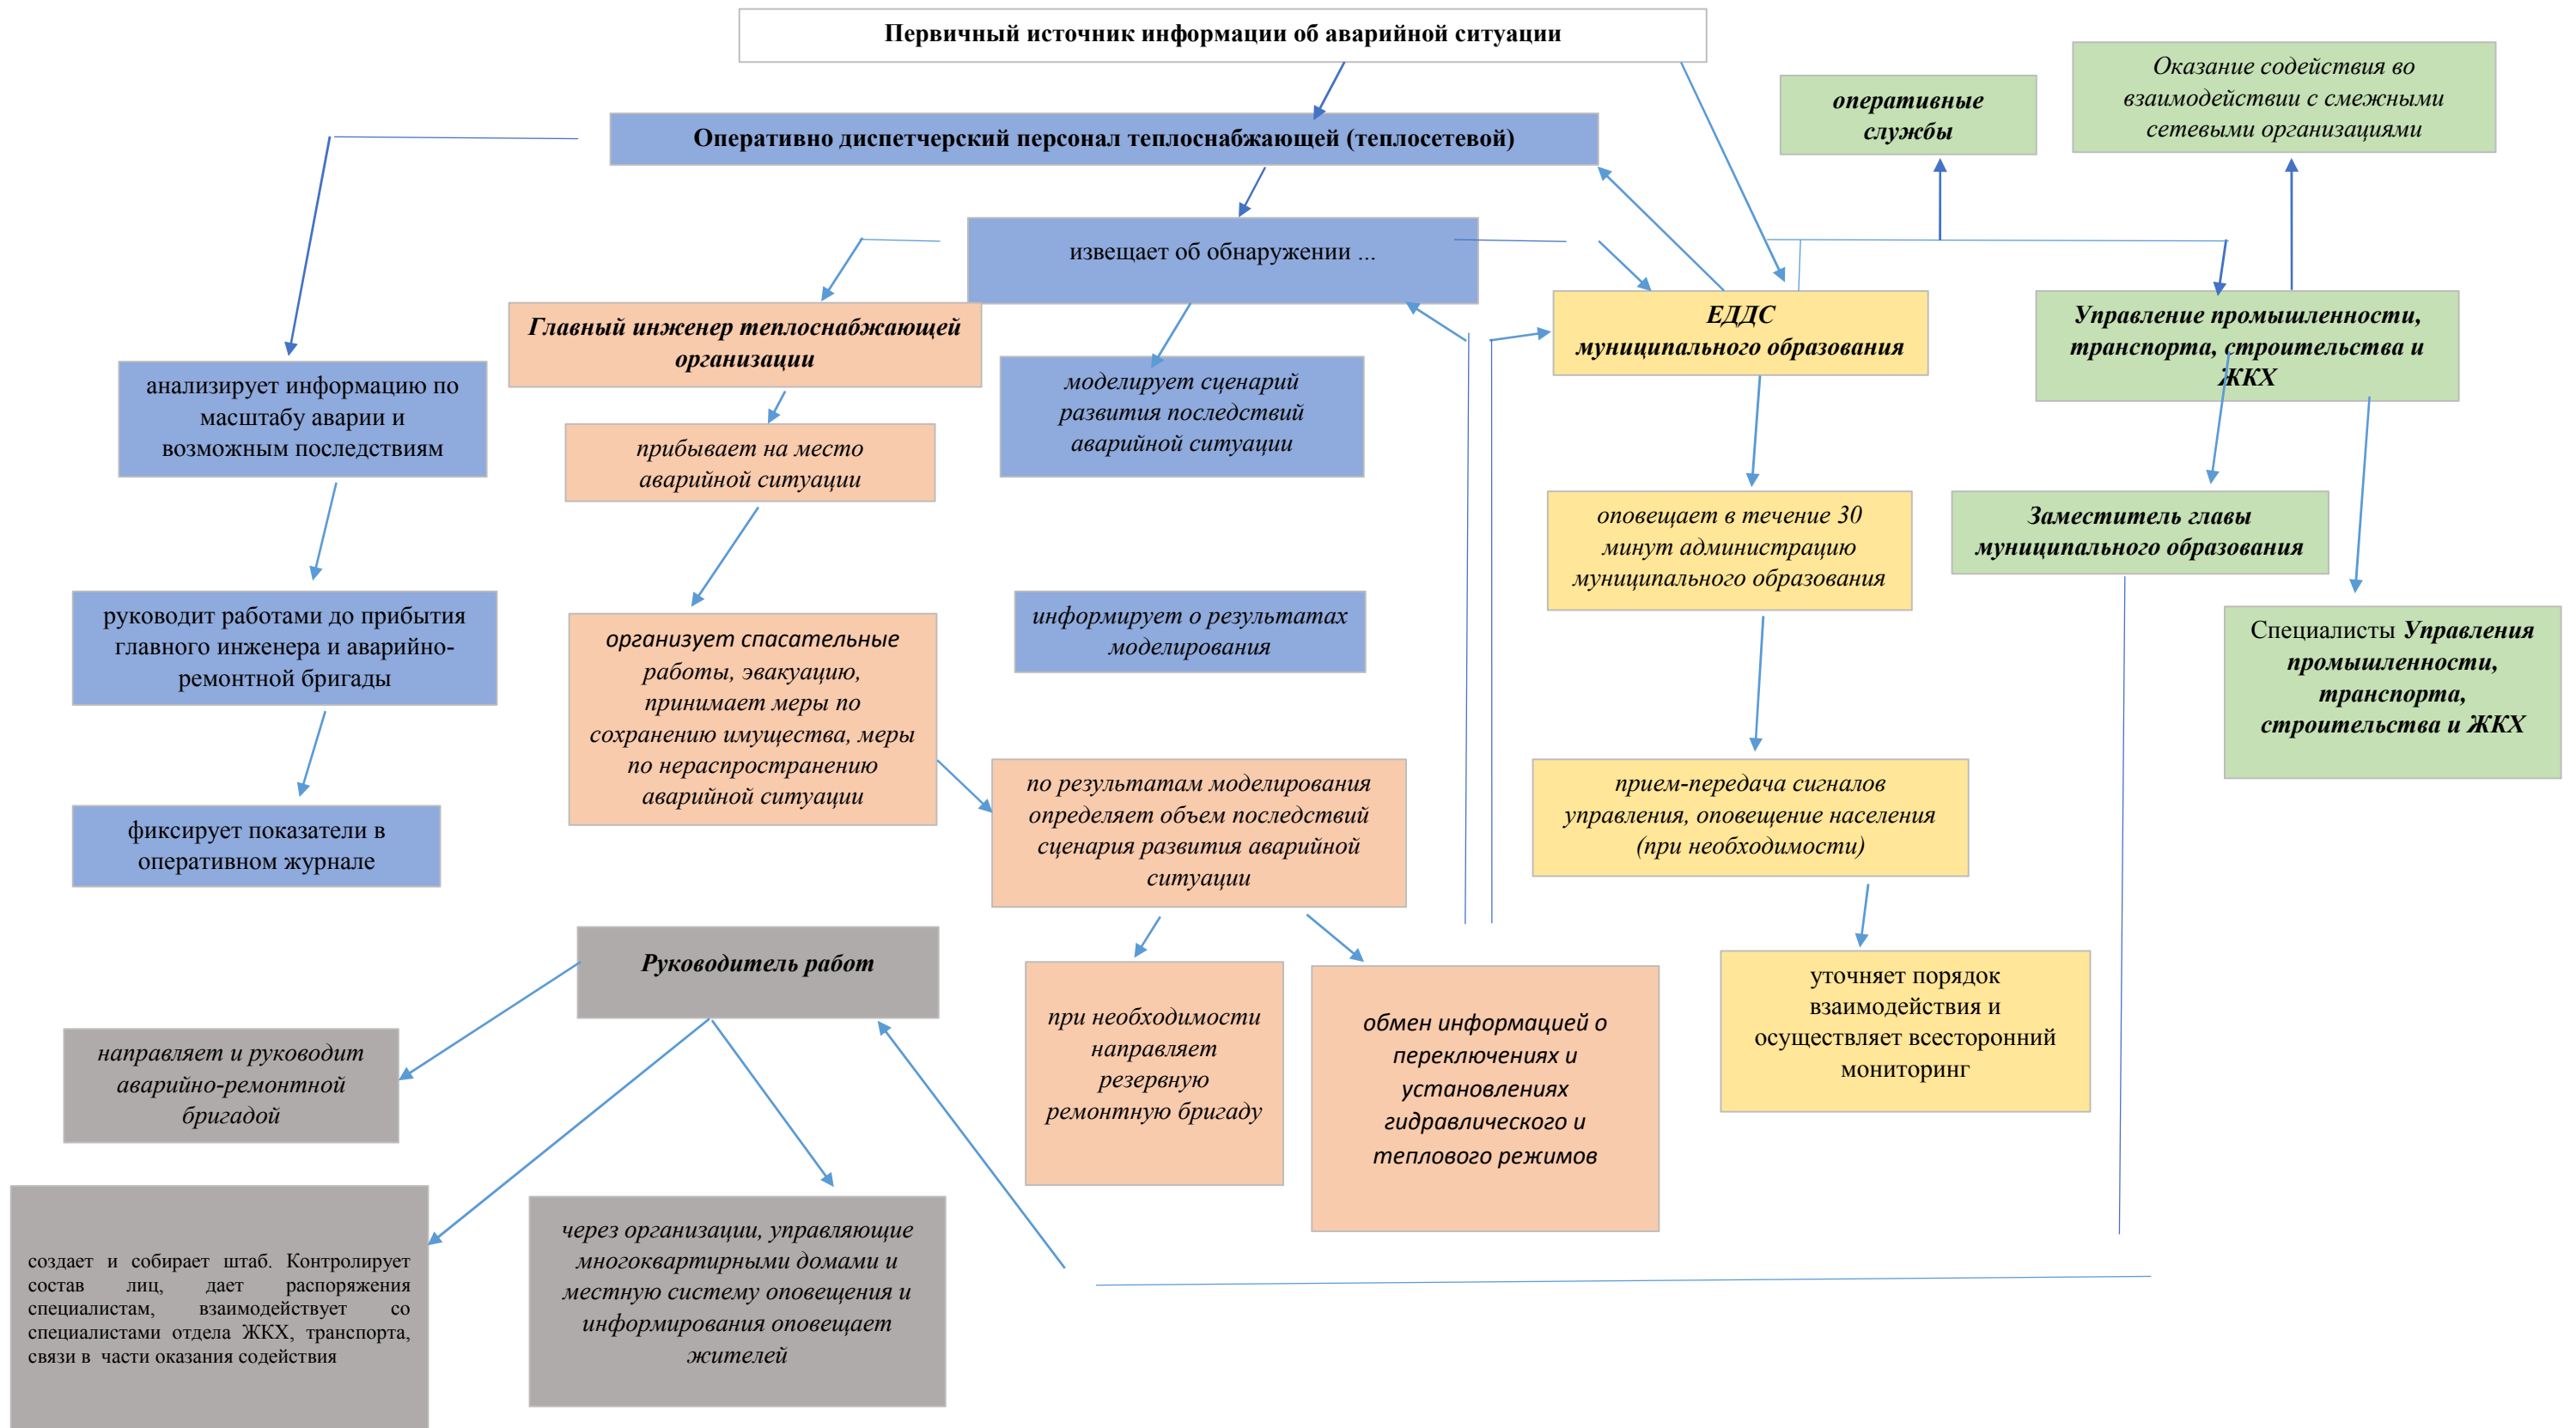 Первичный источник информации об аварийной ситуации
оперативные
службы
Оказание содействия во
взаимодействии с смежными
сетевыми организациями
Оперативно диспетчерский персонал теплоснабжающей (теплосетевой)
извещает об обнаружении ...
Главный инженер теплоснабжающей
организации
ЕДДС
муниципального образования
Управление промышленности,
транспорта, строительства и
ЖКХ
анализирует информацию по
масштабу аварии и
возможным последствиям
прибывает на место
аварийной ситуации
моделирует сценарий
развития последствий
аварийной ситуации
оповещает в течение 30
минут администрацию
муниципального образования
Заместитель главы
муниципального образования
руководит работами до прибытия
главного инженера и аварийно-
ремонтной бригады
организует спасательные
работы, эвакуацию,
принимает меры по
сохранению имущества, меры
по нераспространению
аварийной ситуации
информирует о результатах
моделирования
Специалисты Управления
промышленности,
транспорта,
строительства и ЖКХ
фиксирует показатели в
оперативном журнале
по результатам моделирования
определяет объем последствий
сценария развития аварийной
ситуации
прием-передача сигналов
управления, оповещение населения
(при необходимости)
Руководитель работ
при необходимости
направляет
резервную
ремонтную бригаду
обмен информацией о
переключениях и
установлениях
гидравлического и
теплового режимов
уточняет порядок
взаимодействия и
осуществляет всесторонний
мониторинг
направляет и руководит
аварийно-ремонтной
бригадой
создает и собирает штаб. Контролирует
состав лиц, дает распоряжения
специалистам, взаимодействует со
специалистами отдела ЖКХ, транспорта,
связи в части оказания содействия
через организации, управляющие
многоквартирными домами и
местную систему оповещения и
информирования оповещает
жителей